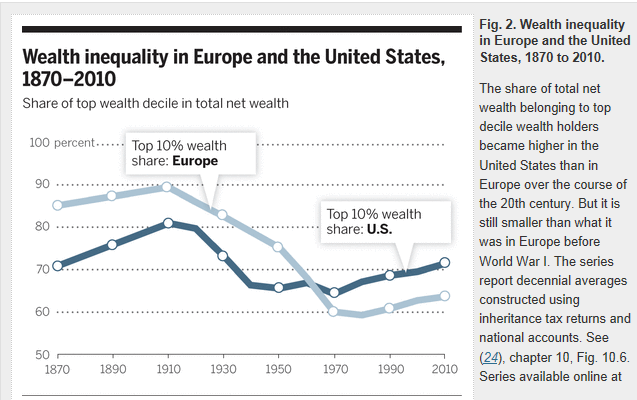 Wealth inequality in Europe and the United States,
1870–2010
Share of top wealth decile in total net wealth
100 percent
Top 10% wealth
share: Europe
90
80
Top 10% wealth
share: U.S.
70
60
50
1870 1890 1910 1930 1950 1970 1990 2010
Fig. 2. Wealth inequality
in Europe and the United
States, 1870 to 2010.
The share of total net
wealth belonging to top
decile wealth holders
became higher in the
United States than in
Europe over the course of
the 20th century. But it is
still smaller than what it
was in Europe before
World War I. The series
report decennial averages
constructed using
inheritance tax returns and
national accounts. See
(24), chapter 10, Fig. 10.6.
Series available online at